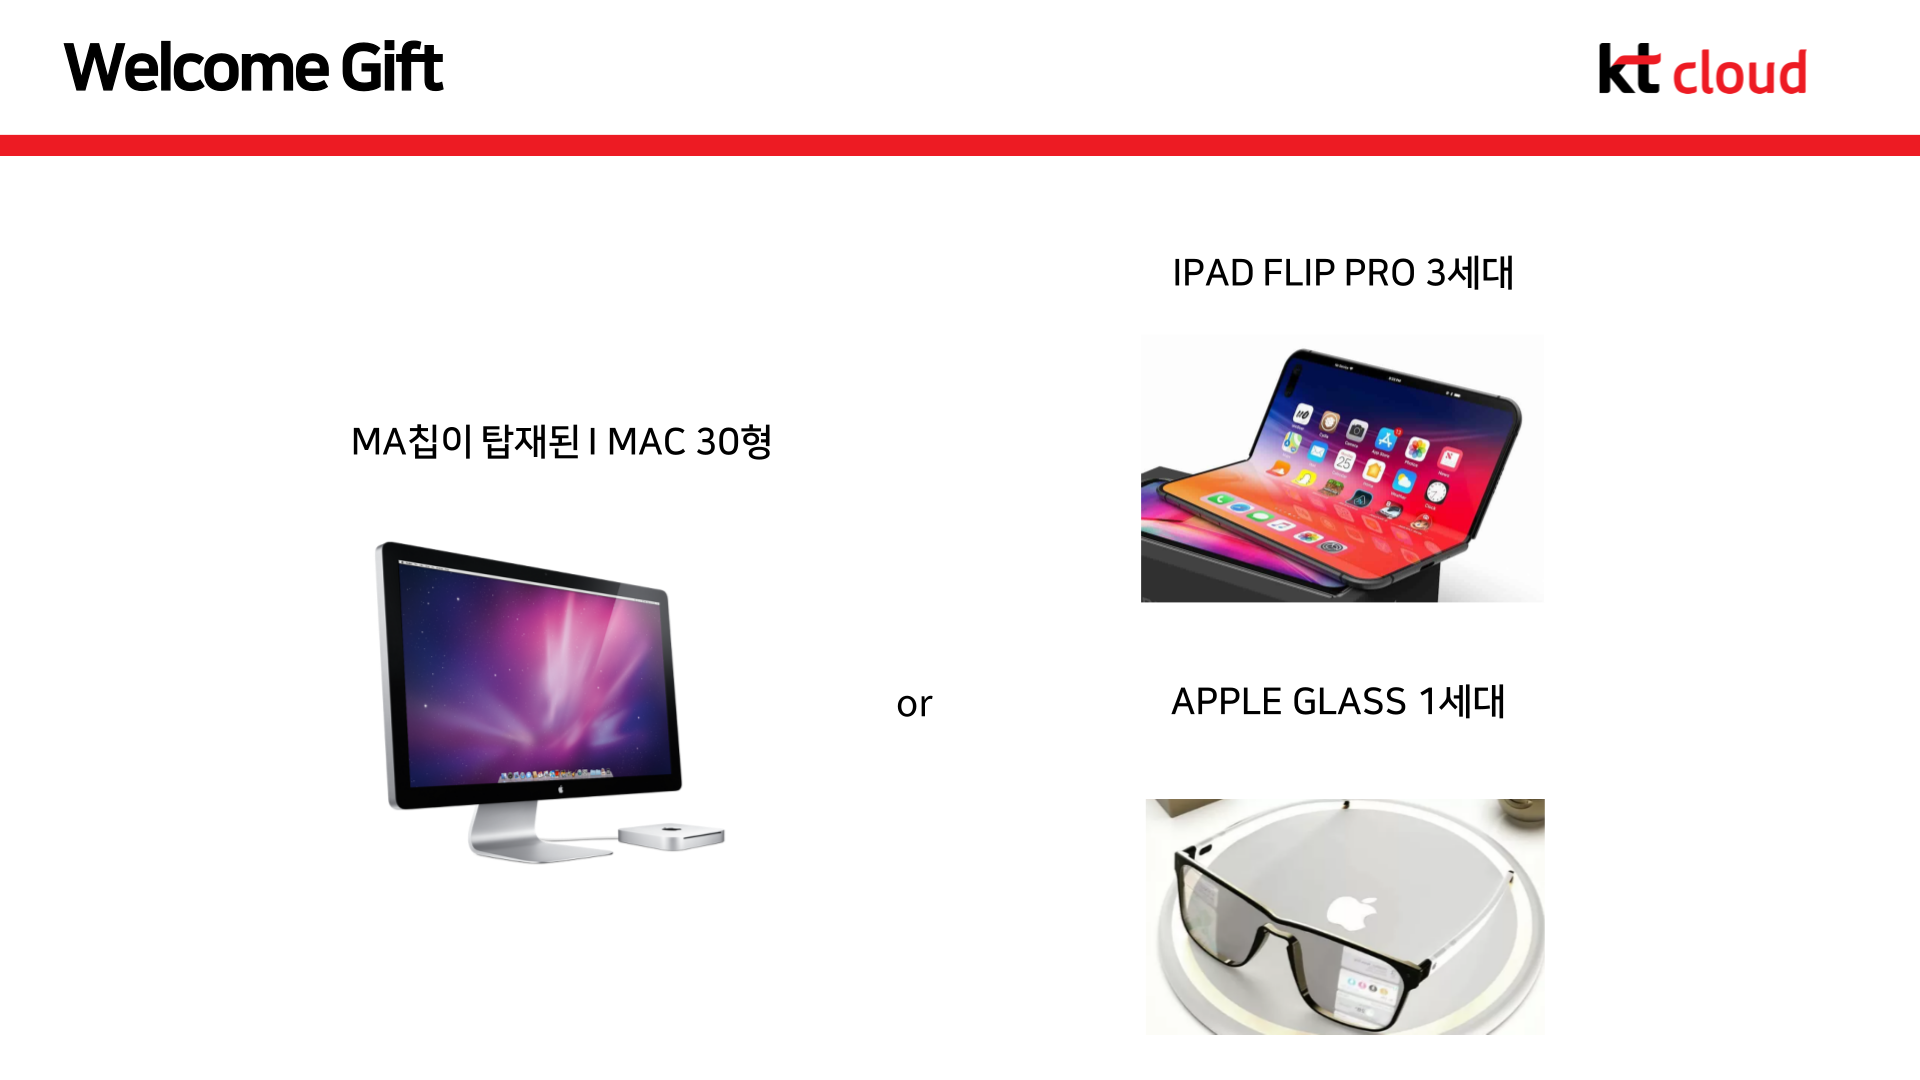 Welcome Gift
kt cloud
MA칩이 탑재된 I MAC 30형
or
IPAD FLIP PRO 3세대
APPLE GLASS 1세대